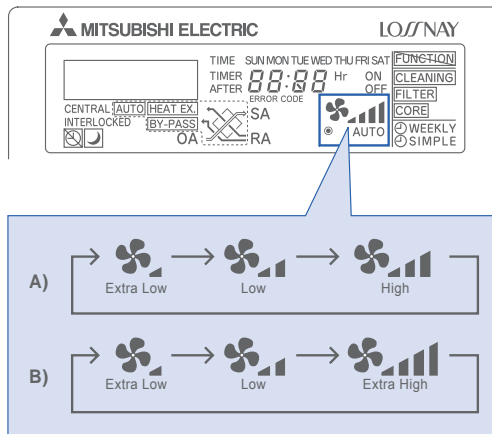 MITSUBISHI ELECTRIC LOSSNAY
TIME SUN MON TUE WED THU FRI SAT FUNCTION
TIMER 88:88 Hr ON CLEANING
AFTER OFF
ERROR CODE FILTER
CENTRAL AUTO HEAT EX. SA CORE
INTERLOCKED BY-PASS AUTO WEEKLY
OA RA SIMPLE
A)
Extra Low Low High
B)
Extra Low Low Extra High